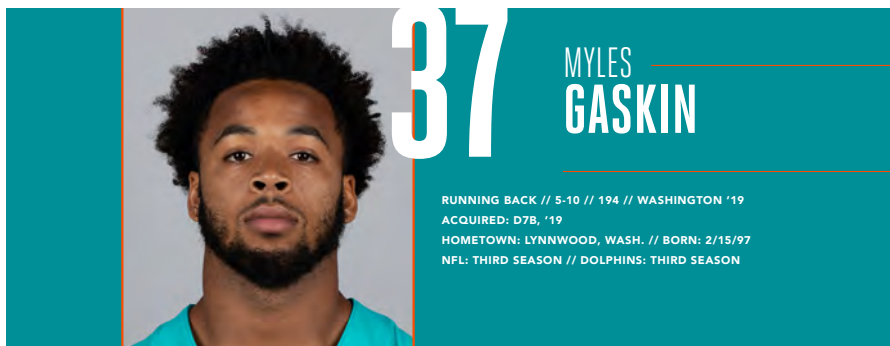 37
MYLES
GASKIN
RUNNING BACK // 5-10 // 194 // WASHINGTON ’19
ACQUIRED: D7B, ’19
HOMETOWN: LYNNWOOD, WASH. // BORN: 2/15/97
NFL: THIRD SEASON // DOLPHINS: THIRD SEASON